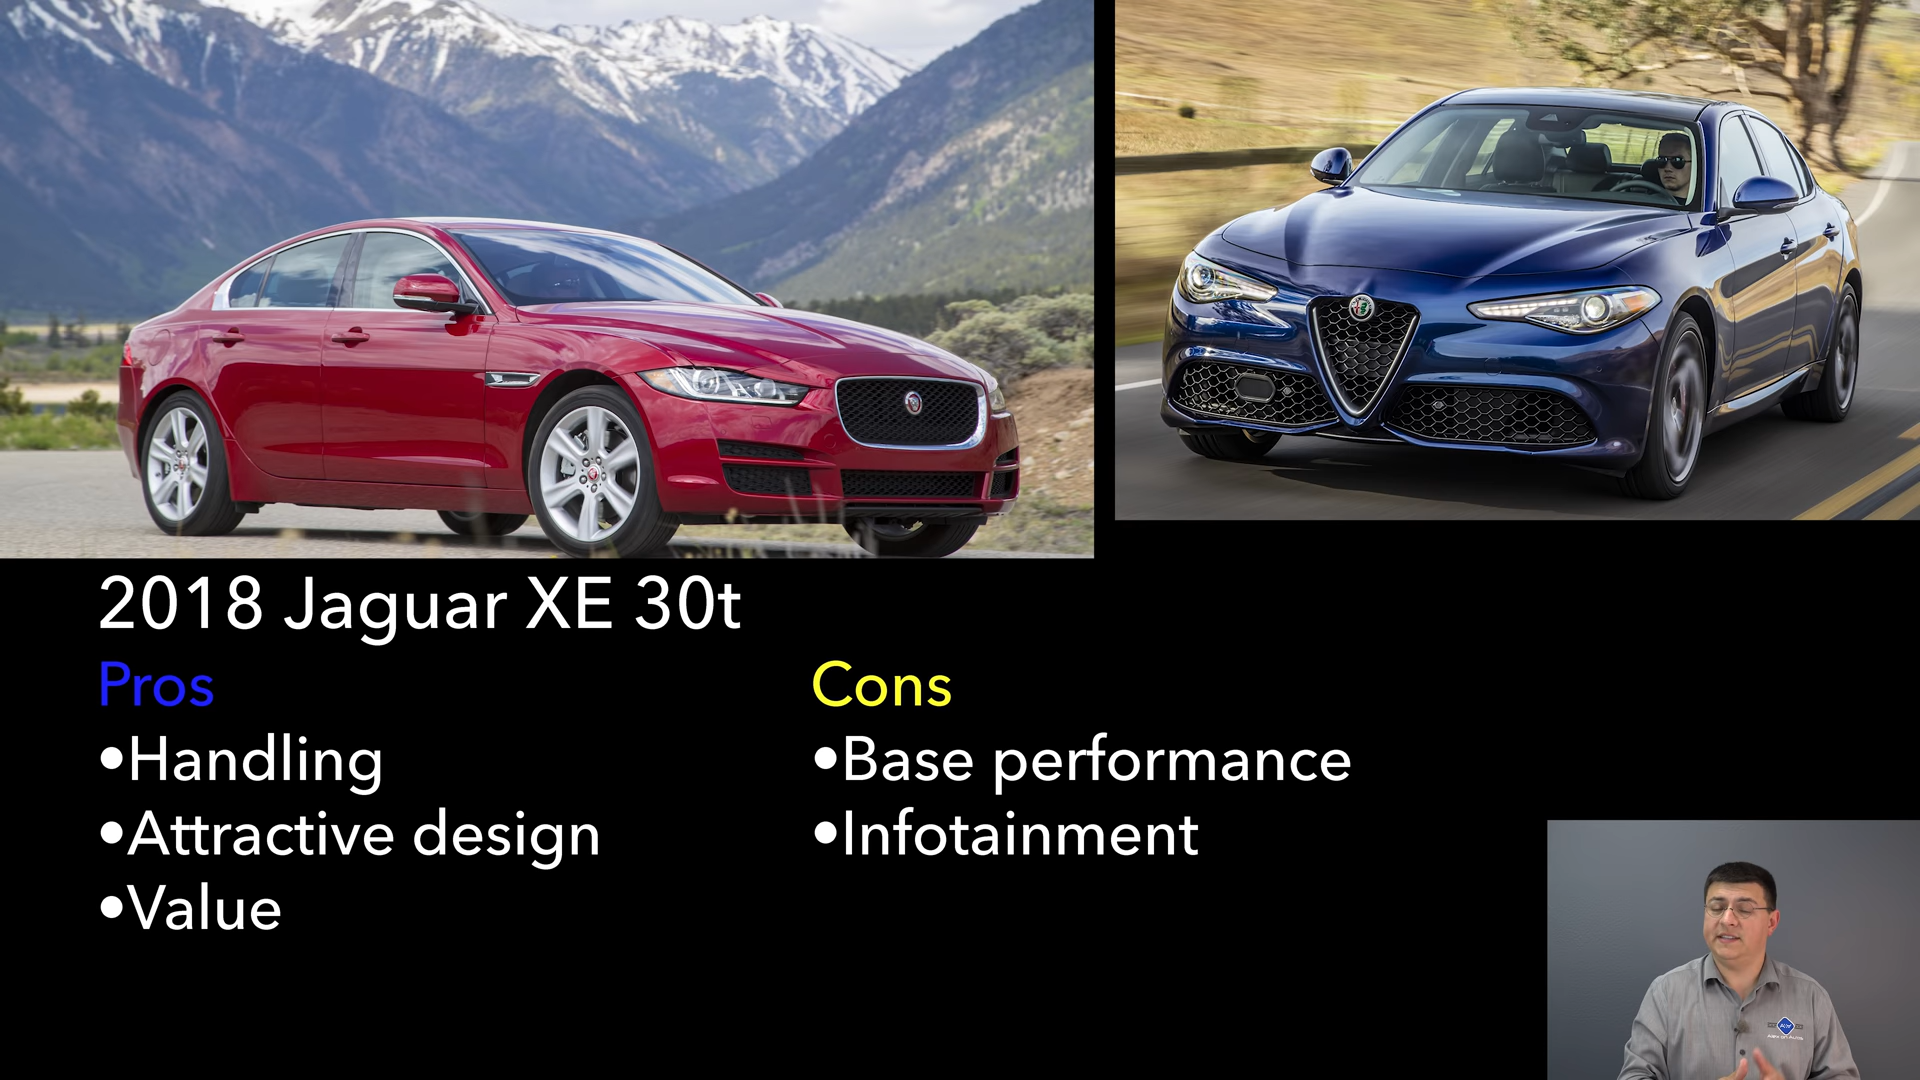 2018 Jaguar XE 30t
Pros
•Handling
•Attractive design
•Value
Cons
•Base performance
•Infotainment